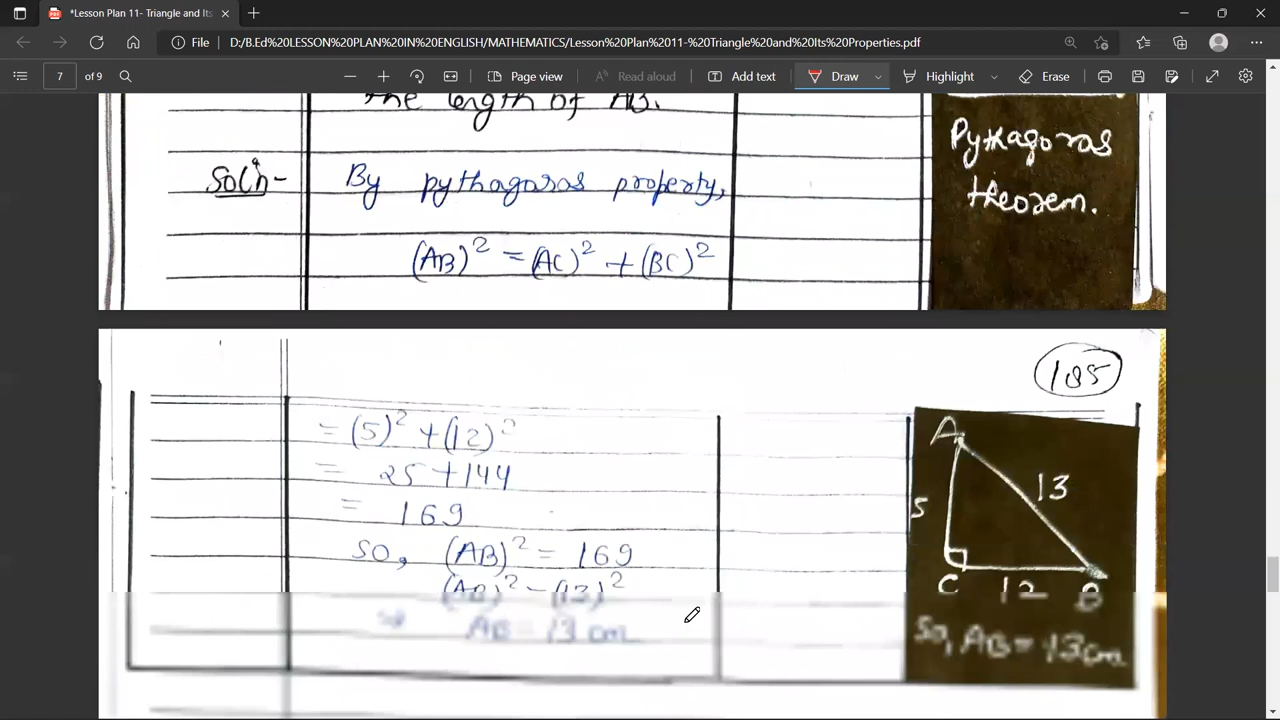 *Lesson Plan 11- Triangle and Its
File
D:/B.Ed%20LESSON%20PLAN%20IN%20ENGLISH/MATHEMATICS/Lesson%20Plan%2011-%20Triangle%20and%20Its%20Properties.pdf
7 of 9
Page view
Read aloud
Add text
Draw
Highlight
Erase
The length of AB.
Soln-
By pythagoras property,
(AB)² = (AC)² + (BC)²
Pythagoras
theorem.
185
= (5)² + (12)²
= 25 + 144
= 169
so, (AB)² = 169
(AB)² = (13)²
⇒ AB = 13 cm
A
13
5
C 12 B
So, AB = 13cm